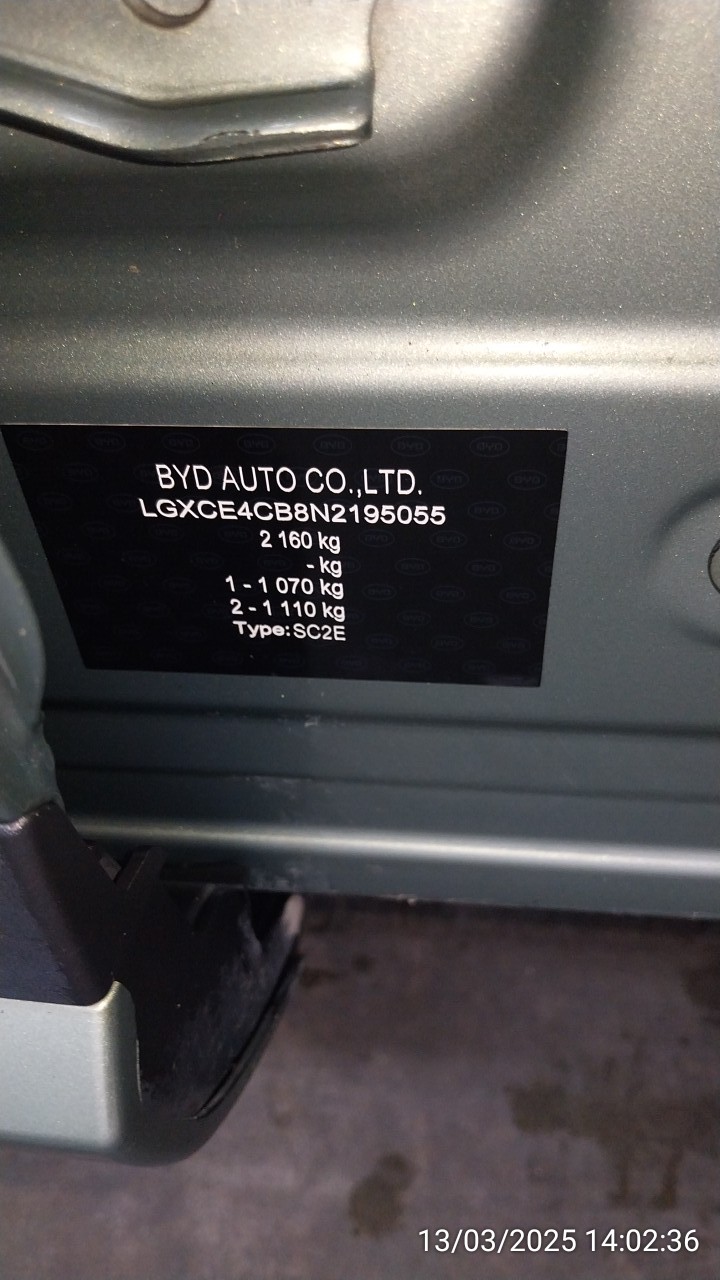 BYD AUTO CO.,LTD.
LGXCE4CB8N2195055
2 160 kg
- kg
1 - 1 070 kg
2 - 1 110 kg
Type:SC2E
13/03/2025 14:02:36